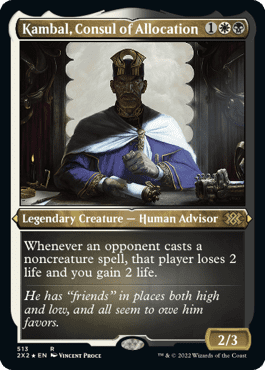 Kambal, Consul of Allocation 1
Legendary Creature — Human Advisor
Whenever an opponent casts a
noncreature spell, that player loses 2
life and you gain 2 life.
He has “friends” in places both high
and low, and all seem to owe him
favors.
2/3
513 R
2X2 ★ EN VINCENT PROCE
™ & © 2022 Wizards of the Coast